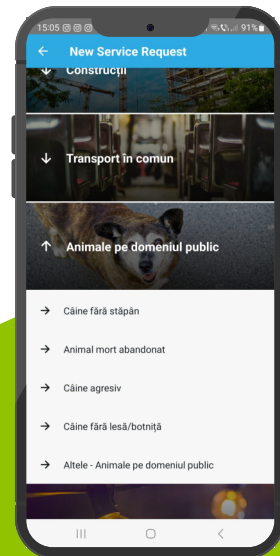 15:05
91%
New Service Request
Construcții
Transport în comun
Animale pe domeniul public
Câine fără stăpân
Animal mort abandonat
Câine agresiv
Câine fără lesă/botniță
Altele - Animale pe domeniul public